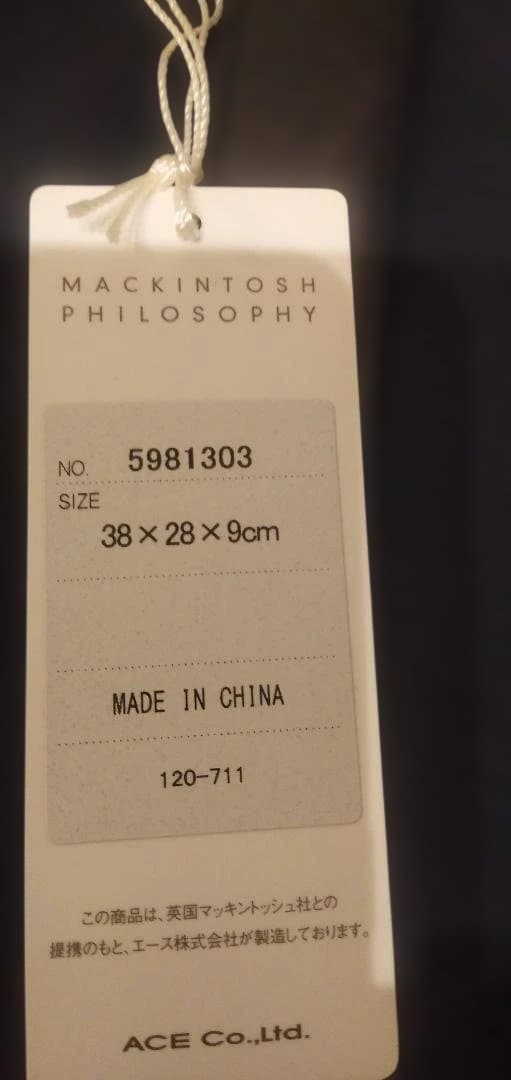 MACKINTOSH
PHILOSOPHY
NO. 5981303
SIZE
38×28×9cm
MADE IN CHINA
120-711
この商品は、英国マッキントッシュ社との
提携のもと、エース株式会社が製造しております。
ACE Co.,Ltd.